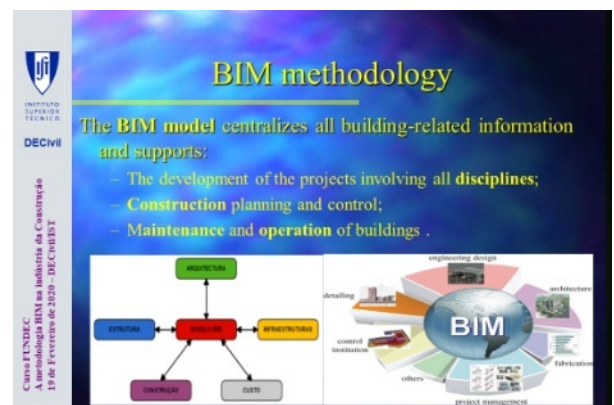 INSTITUTO
SUPERIOR
TÉCNICO
DECivil
Curso FUNDEC
A metodologia BIM na indústria da Construção
19 de Fevereiro de 2020 – DECivil/IST
BIM methodology
The BIM model centralizes all building-related information
and supports:
– The development of the projects involving all disciplines;
– Construction planning and control;
– Maintenance and operation of buildings .
ARQUITECTURA
ESTRUTURA
MODELO BIM
INFRAESTRUTURAS
CONSTRUÇÃO
CUSTO
engineering design
detailing
architecture
BIM
control
institution
fabrication
others
project management